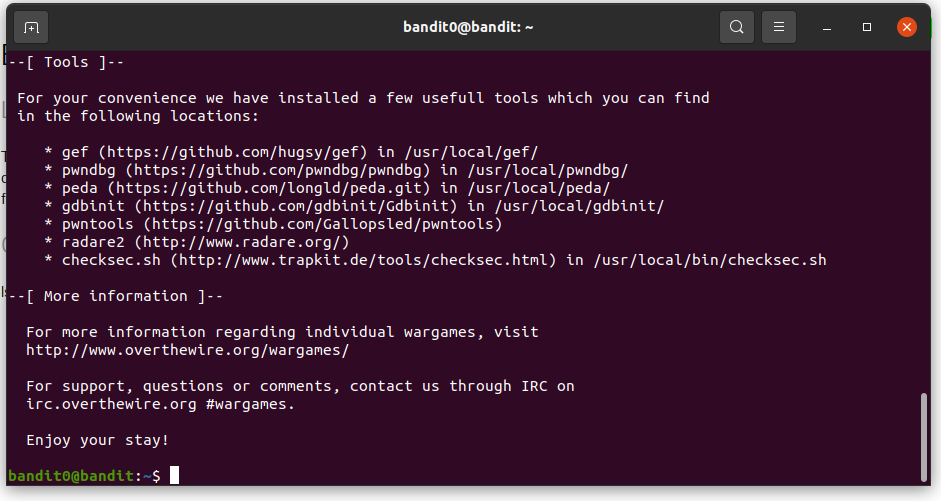 bandit0@bandit: ~
--[ Tools ]--
For your convenience we have installed a few usefull tools which you can find
in the following locations:
* gef (https://github.com/hugsy/gef) in /usr/local/gef/
* pwndbg (https://github.com/pwndbg/pwndbg) in /usr/local/pwndbg/
* peda (https://github.com/longld/peda.git) in /usr/local/peda/
* gdbinit (https://github.com/gdbinit/Gdbinit) in /usr/local/gdbinit/
* pwntools (https://github.com/Gallopsled/pwntools)
* radare2 (http://www.radare.org/)
* checksec.sh (http://www.trapkit.de/tools/checksec.html) in /usr/local/bin/checksec.sh
--[ More information ]--
For more information regarding individual wargames, visit
http://www.overthewire.org/wargames/
For support, questions or comments, contact us through IRC on
irc.overthewire.org #wargames.
Enjoy your stay!
bandit0@bandit:~$